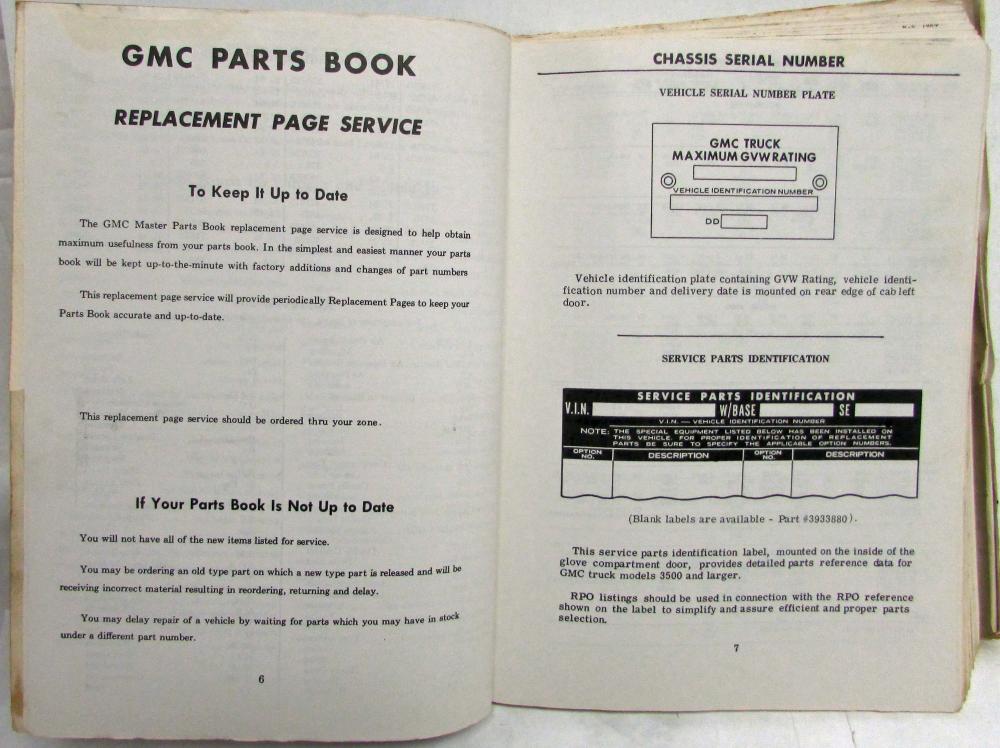 GMC PARTS BOOK
REPLACEMENT PAGE SERVICE
To Keep It Up to Date
The GMC Master Parts Book replacement page service is designed to help obtain
maximum usefulness from your parts book. In the simplest and easiest manner your parts
book will be kept up-to-the-minute with factory additions and changes of part numbers
This replacement page service will provide periodically Replacement Pages to keep your
Parts Book accurate and up-to-date.
This replacement page service should be ordered thru your zone.
If Your Parts Book Is Not Up to Date
You will not have all of the new items listed for service.
You may be ordering an old type part on which a new type part is released and will be
receiving incorrect material resulting in reordering, returning and delay.
You may delay repair of a vehicle by waiting for parts which you may have in stock
under a different part number.
6
CHASSIS SERIAL NUMBER
VEHICLE SERIAL NUMBER PLATE
GMC TRUCK
MAXIMUM GVW RATING
VEHICLE IDENTIFICATION NUMBER
DD
Vehicle identification plate containing GVW Rating, vehicle identi-
fication number and delivery date is mounted on rear edge of cab left
door.
SERVICE PARTS IDENTIFICATION
SERVICE PARTS IDENTIFICATION
V.I.N. W/BASE SE
V.I.N. — VEHICLE IDENTIFICATION NUMBER
NOTE: THE SPECIAL EQUIPMENT LISTED BELOW HAS BEEN INSTALLED ON
THIS VEHICLE. FOR PROPER IDENTIFICATION OF REPLACEMENT
PARTS BE SURE TO SPECIFY THE APPLICABLE OPTION NUMBERS.
OPTION NO. DESCRIPTION OPTION NO. DESCRIPTION
(Blank labels are available - Part #3933880).
This service parts identification label, mounted on the inside of the
glove compartment door, provides detailed parts reference data for
GMC truck models 3500 and larger.
RPO listings should be used in connection with the RPO reference
shown on the label to simplify and assure efficient and proper parts
selection.
7